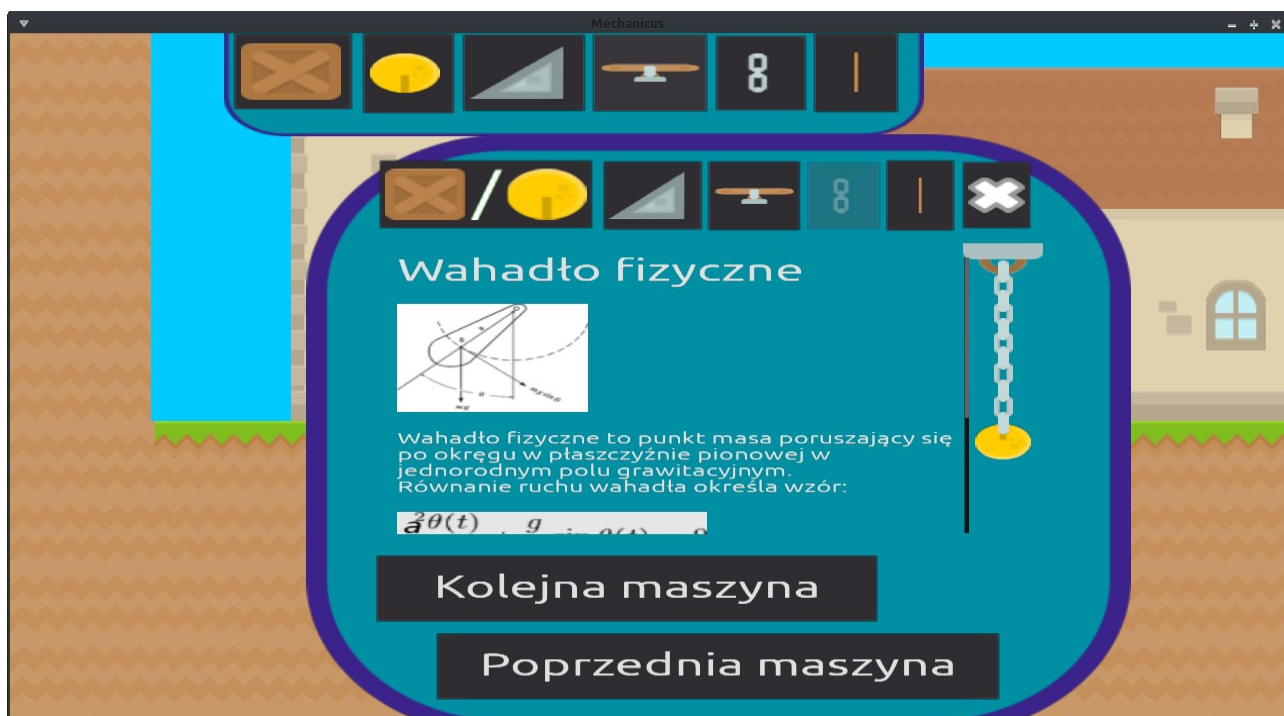 Mechanicus
Wahadło fizyczne
Wahadło fizyczne to punkt masa poruszający się
po okręgu w płaszczyźnie pionowej w
jednorodnym polu grawitacyjnym.
Równanie ruchu wahadła określa wzór:
a²θ(t) g
Kolejna maszyna
Poprzednia maszyna